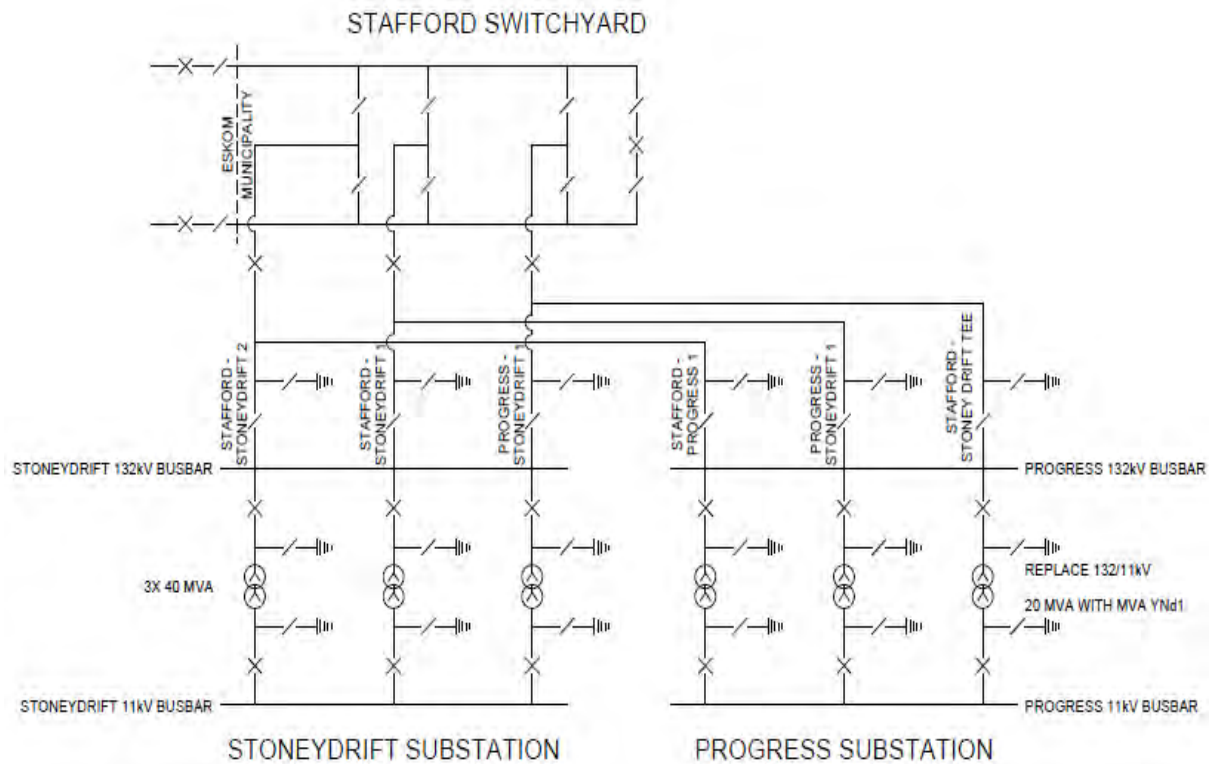 STAFFORD SWITCHYARD
ESKOM
MUNICIPALITY
STAFFORD -
STONEYDRIFT 2
STAFFORD -
STONEYDRIFT 1
PROGRESS -
STONEYDRIFT 1
STAFFORD -
PROGRESS 1
PROGRESS -
STONEYDRIFT 1
STAFFORD -
STONEY DRIFT TEE
STONEYDRIFT 132kV BUSBAR
PROGRESS 132kV BUSBAR
3X 40 MVA
REPLACE 132/11kV
20 MVA WITH MVA YNd1
STONEYDRIFT 11kV BUSBAR
PROGRESS 11kV BUSBAR
STONEYDRIFT SUBSTATION
PROGRESS SUBSTATION